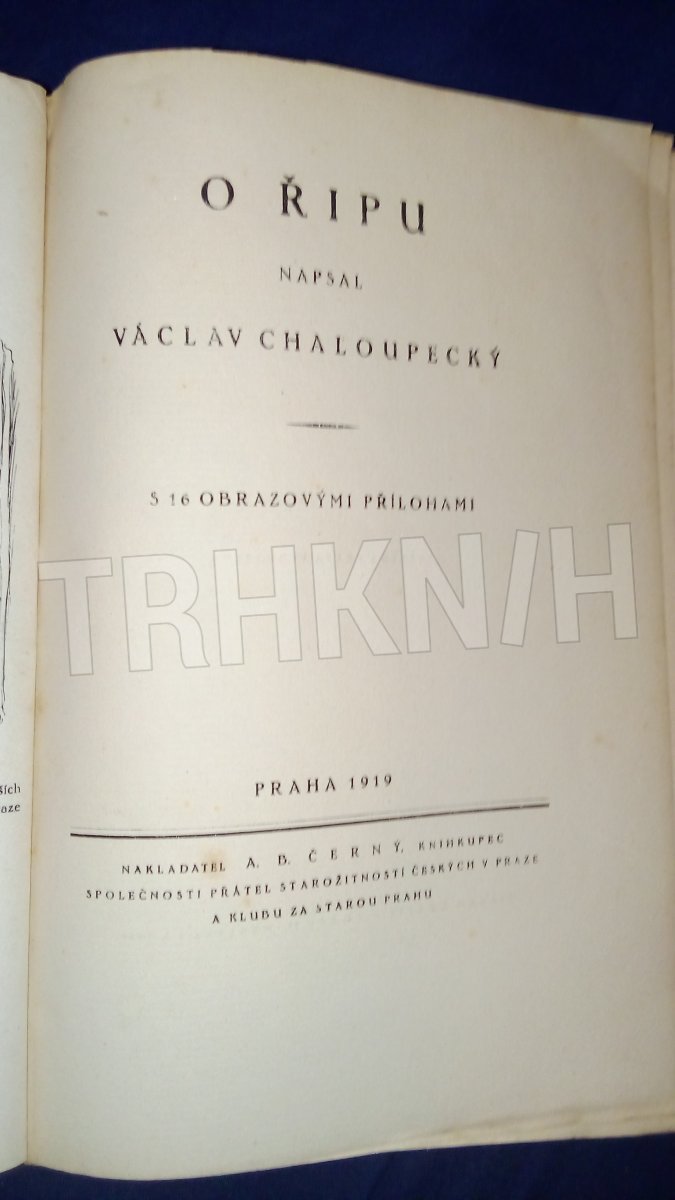 O ŘIPU
NAPSAL
VÁCLAV CHALOUPECKÝ
S 16 OBRAZOVÝMI PŘÍLOHAMI
TRHKNIH
PRAHA 1919
NAKLADATEL A. B. ČERNÝ, KNIHKUPEC
SPOLEČNOSTI PŘÁTEL STAROŽITNOSTÍ ČESKÝCH V PRAZE
A KLUBU ZA STAROU PRAHU